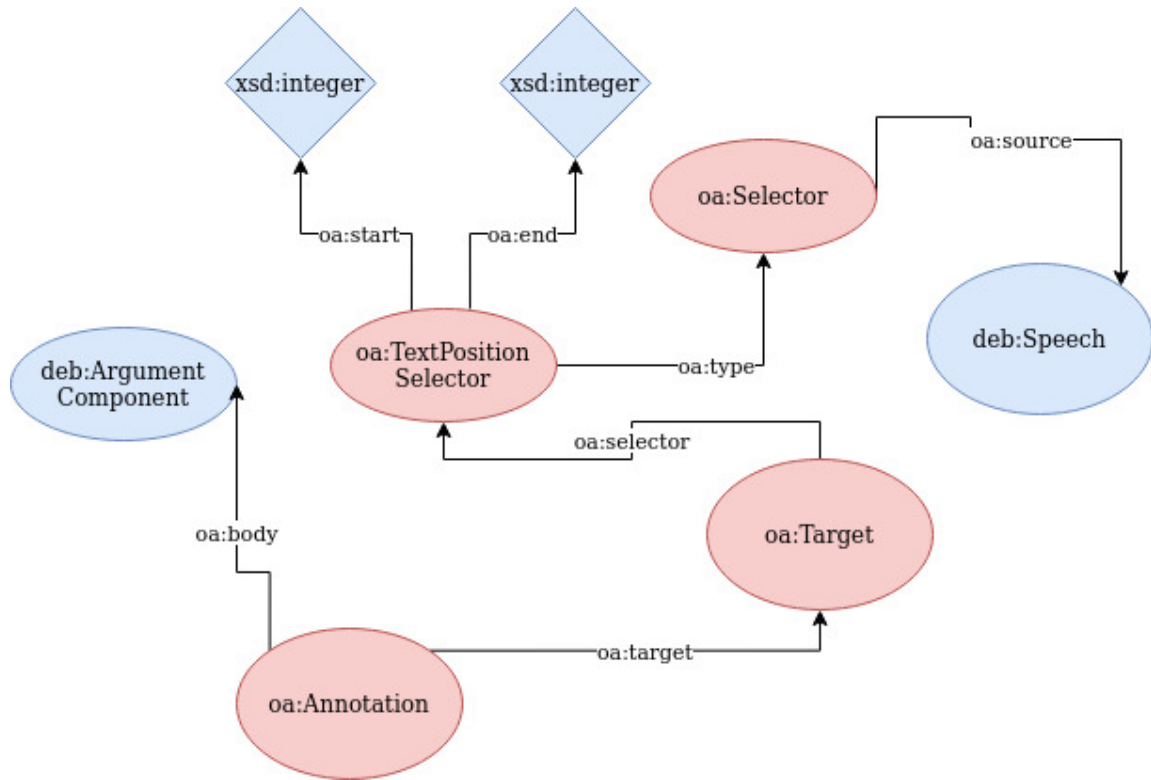 xsd:integer
xsd:integer
oa:source
oa:Selector
oa:start
oa:end
deb:Speech
oa:TextPosition
Selector
oa:type
deb:Argument
Component
oa:selector
oa:Target
oa:body
oa:target
oa:Annotation